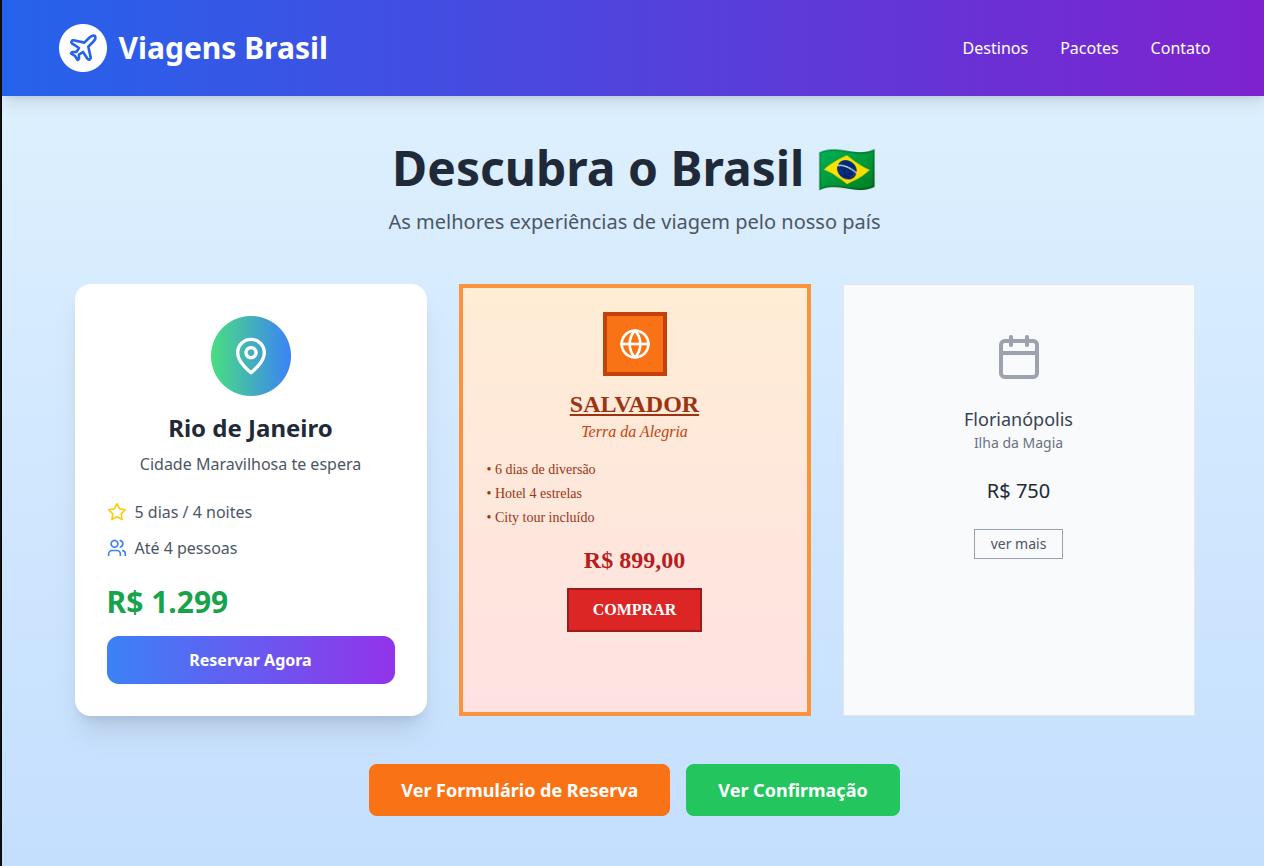 Viagens Brasil
Destinos Pacotes Contato
Descubra o Brasil 🇧🇷
As melhores experiências de viagem pelo nosso país
Rio de Janeiro
Cidade Maravilhosa te espera
5 dias / 4 noites
Até 4 pessoas
R$ 1.299
Reservar Agora
SALVADOR
Terra da Alegria
• 6 dias de diversão
• Hotel 4 estrelas
• City tour incluído
R$ 899,00
COMPRAR
Florianópolis
Ilha da Magia
R$ 750
ver mais
Ver Formulário de Reserva
Ver Confirmação